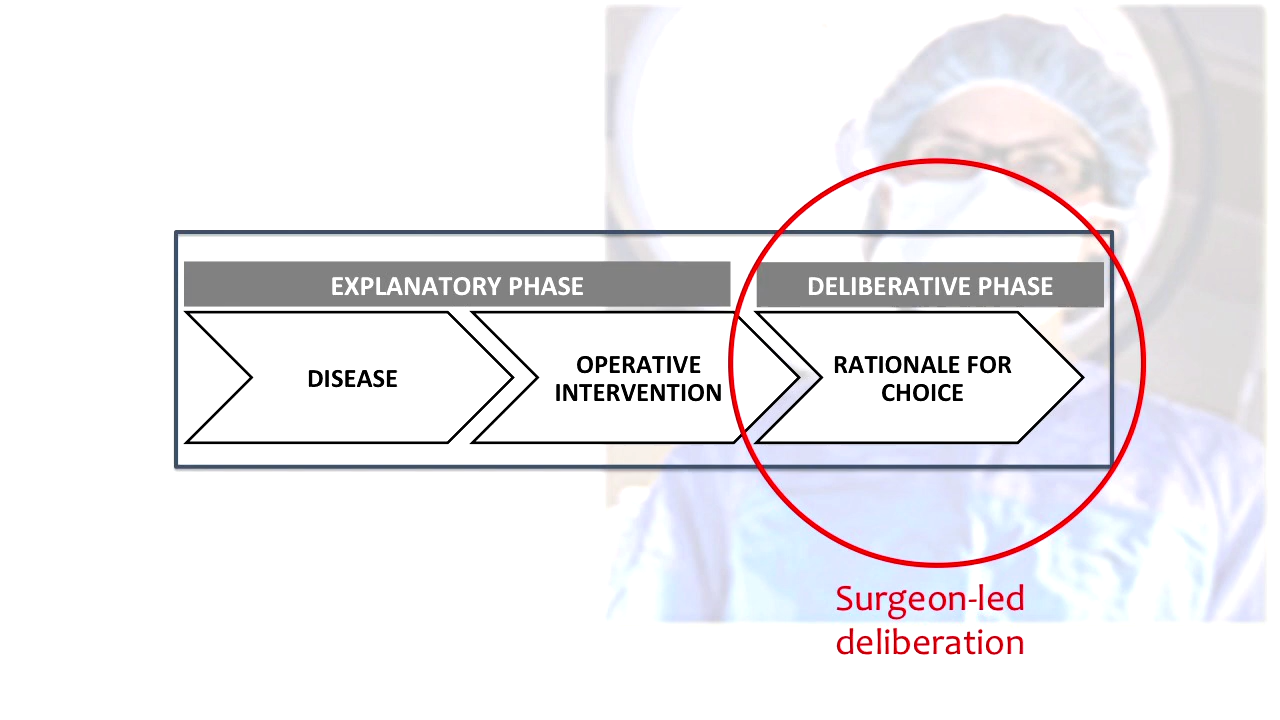 EXPLANATORY PHASE
DELIBERATIVE PHASE
DISEASE
OPERATIVE
INTERVENTION
RATIONALE FOR
CHOICE
Surgeon-led
deliberation